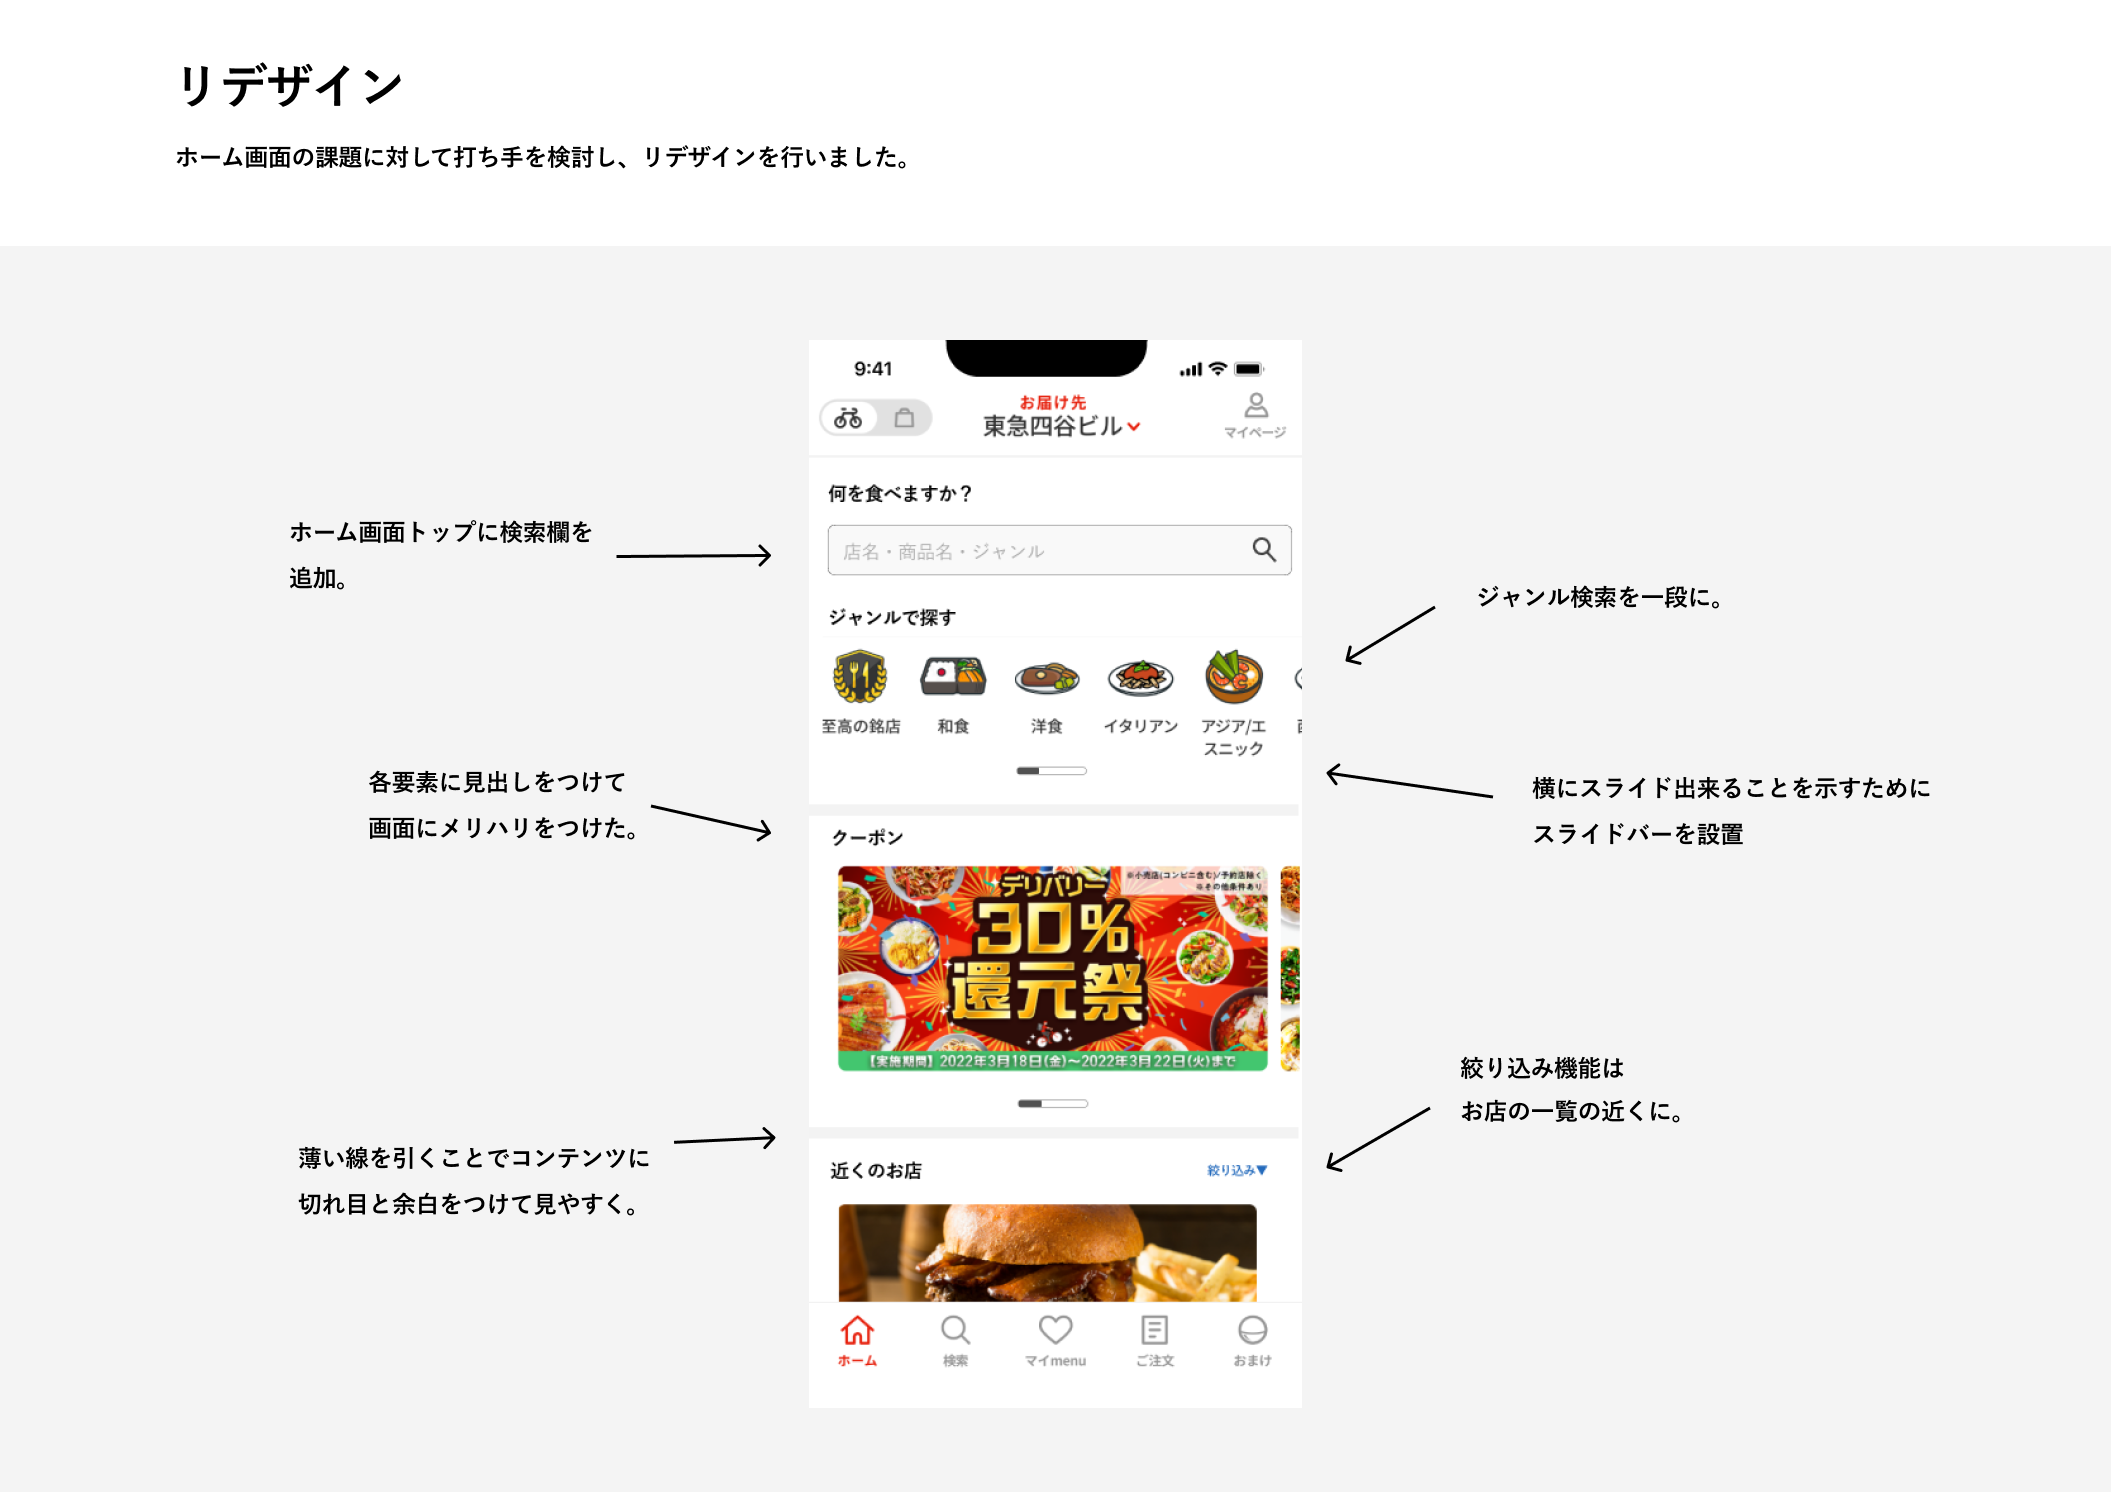 リデザイン
ホーム画面の課題に対して打ち手を検討し、リデザインを行いました。
9:41
お届け先
東急四谷ビル
マイページ
何を食べますか？
店名・商品名・ジャンル
ジャンルで探す
至高の銘店
和食
洋食
イタリアン
アジア/エ
スニック
クーポン
※小売店(コンビニ含む)/予約店除く
※その他条件あり
デリバリー
30%
還元祭
【実施期間】2022年3月18日(金)～2022年3月22日(火)まで
近くのお店
絞り込み▼
ホーム
検索
マイmenu
ご注文
おまけ
ホーム画面トップに検索欄を
追加。
各要素に見出しをつけて
画面にメリハリをつけた。
薄い線を引くことでコンテンツに
切れ目と余白をつけて見やすく。
ジャンル検索を一段に。
横にスライド出来ることを示すために
スライドバーを設置
絞り込み機能は
お店の一覧の近くに。